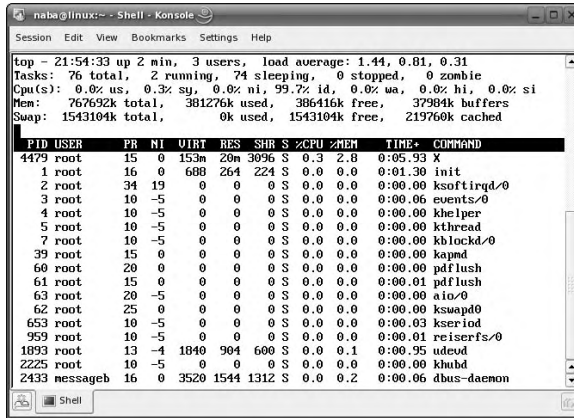 naba@linux:~ - Shell - Konsole
Session Edit View Bookmarks Settings Help
top - 21:54:33 up 2 min, 3 users, load average: 1.44, 0.81, 0.31
Tasks: 76 total, 2 running, 74 sleeping, 0 stopped, 0 zombie
Cpu(s): 0.0% us, 0.3% sy, 0.0% ni, 99.7% id, 0.0% wa, 0.0% hi, 0.0% si
Mem: 767692k total, 381276k used, 386416k free, 37984k buffers
Swap: 1543104k total, 0k used, 1543104k free, 219760k cached
PID USER PR NI VIRT RES SHR S %CPU %MEM TIME+ COMMAND
4479 root 15 0 153m 20m 3096 S 0.3 2.8 0:05.93 X
1 root 16 0 688 264 224 S 0.0 0.0 0:01.30 init
2 root 34 19 0 0 0 S 0.0 0.0 0:00.00 ksoftirqd/0
3 root 10 -5 0 0 0 S 0.0 0.0 0:00.06 events/0
4 root 10 -5 0 0 0 S 0.0 0.0 0:00.00 khelper
5 root 10 -5 0 0 0 S 0.0 0.0 0:00.00 kthread
7 root 10 -5 0 0 0 S 0.0 0.0 0:00.00 kblockd/0
39 root 15 0 0 0 0 S 0.0 0.0 0:00.00 kapmd
60 root 20 0 0 0 0 S 0.0 0.0 0:00.00 pdflush
61 root 15 0 0 0 0 S 0.0 0.0 0:00.01 pdflush
63 root 20 -5 0 0 0 S 0.0 0.0 0:00.00 aio/0
62 root 25 0 0 0 0 S 0.0 0.0 0:00.00 kswapd0
653 root 10 -5 0 0 0 S 0.0 0.0 0:00.03 kseriod
959 root 10 -5 0 0 0 S 0.0 0.0 0:00.01 reiserfs/0
1893 root 13 -4 1840 904 600 S 0.0 0.1 0:00.95 udevd
2225 root 10 -5 0 0 0 S 0.0 0.0 0:00.00 khubd
2433 messageb 16 0 3520 1544 1312 S 0.0 0.2 0:00.06 dbus-daemon
Shell